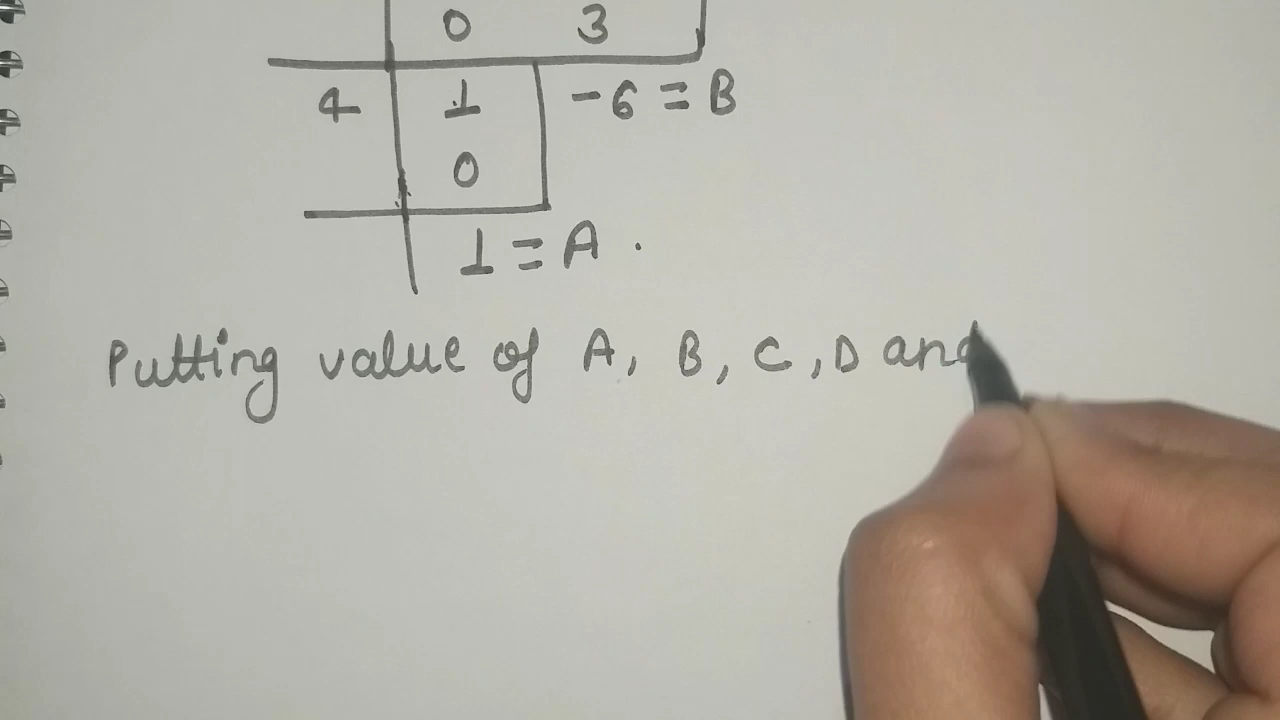 0 3
4 1 -6 = B
0
1 = A .
Putting value of A, B, C, D and